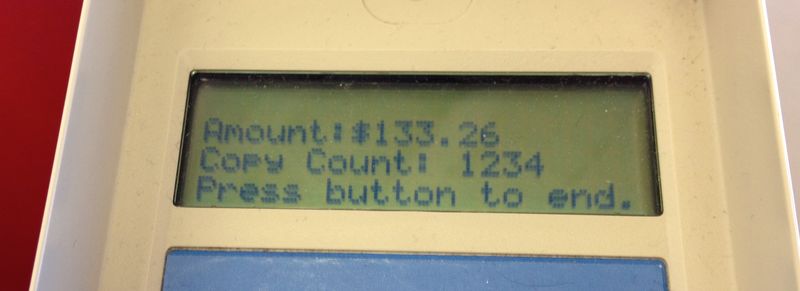 Amount:$133.26
Copy Count: 1234
Press button to end.